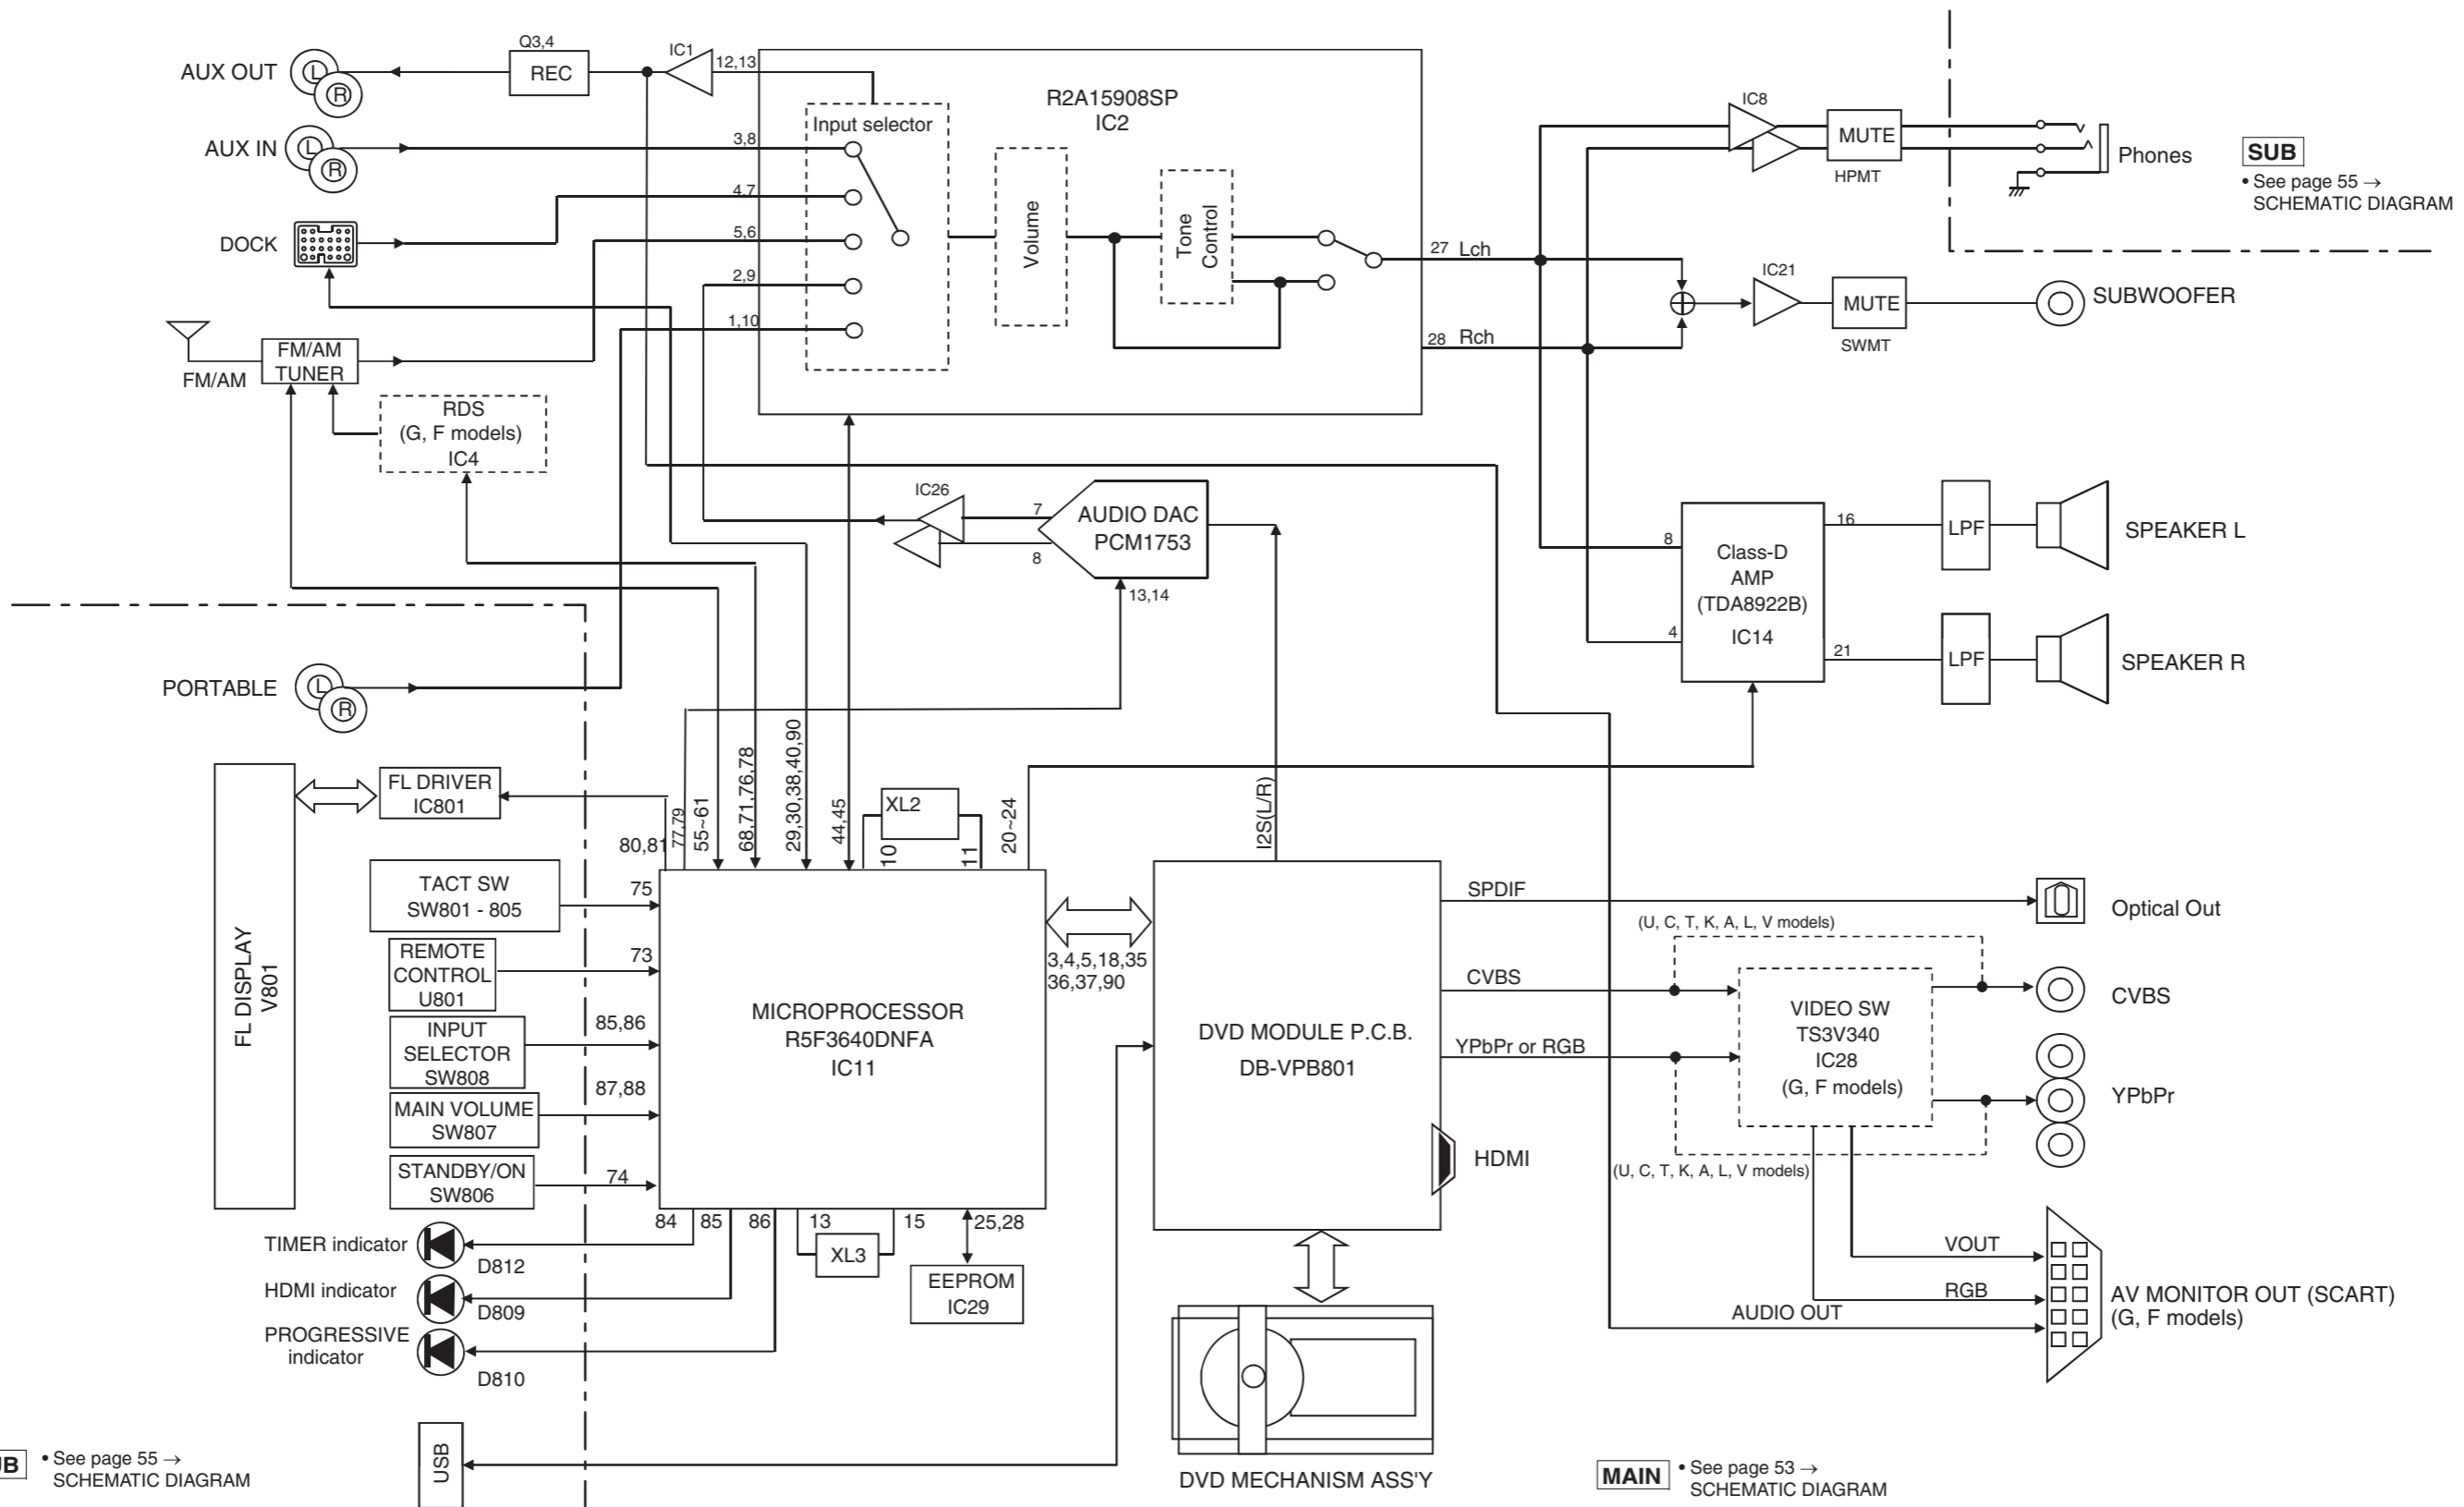 Q3,4
IC1
AUX OUT
L
R
REC
12,13
R2A15908SP
IC2
IC8
MUTE
HPMT
Phones
SUB
• See page 55 →
SCHEMATIC DIAGRAM
AUX IN
L
R
3,8
Input selector
4,7
DOCK
5,6
Volume
Tone
Control
27 Lch
IC21
MUTE
SWMT
SUBWOOFER
2,9
1,10
28 Rch
FM/AM
FM/AM
TUNER
RDS
(G, F models)
IC4
IC26
7
8
AUDIO DAC
PCM1753
13,14
8
4
Class-D
AMP
(TDA8922B)
IC14
16
LPF
SPEAKER L
21
LPF
SPEAKER R
PORTABLE
L
R
FL DISPLAY
V801
FL DRIVER
IC801
80,81
77,79
55~61
68,71,76,78
29,30,38,40,90
44,45
XL2
10
11
20~24
I2S(L/R)
TACT SW
SW801 - 805
75
REMOTE
CONTROL
U801
73
INPUT
SELECTOR
SW808
85,86
MAIN VOLUME
SW807
87,88
STANDBY/ON
SW806
74
MICROPROCESSOR
R5F3640DNFA
IC11
3,4,5,18,35
36,37,90
DVD MODULE P.C.B.
DB-VPB801
SPDIF
Optical Out
(U, C, T, K, A, L, V models)
CVBS
CVBS
YPbPr or RGB
VIDEO SW
TS3V340
IC28
(G, F models)
YPbPr
HDMI
(U, C, T, K, A, L, V models)
84
85
86
13
15
25,28
XL3
EEPROM
IC29
TIMER indicator
D812
HDMI indicator
D809
PROGRESSIVE
indicator
D810
VOUT
RGB
AUDIO OUT
AV MONITOR OUT (SCART)
(G, F models)
USB
DVD MECHANISM ASS'Y
UB
• See page 55 →
SCHEMATIC DIAGRAM
MAIN
• See page 53 →
SCHEMATIC DIAGRAM